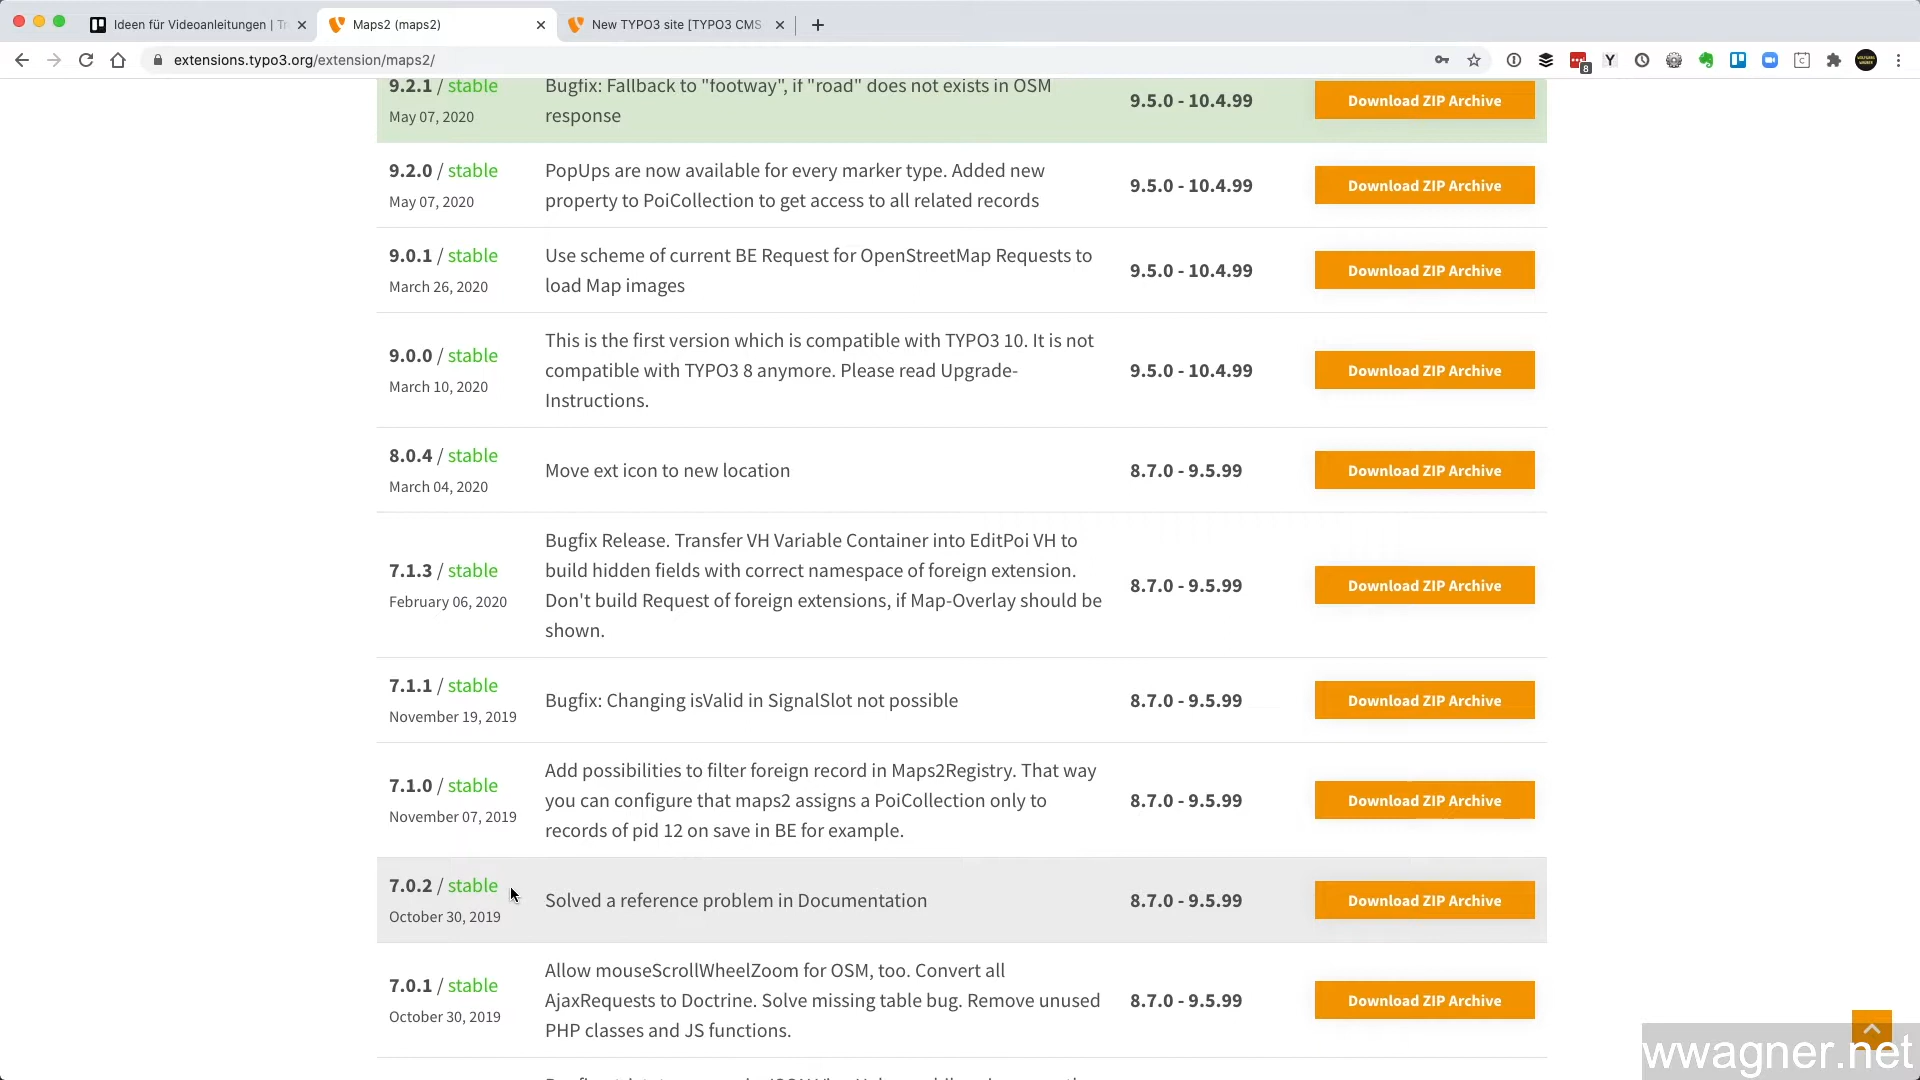 Ideen für Videoanleitungen |
Maps2 (maps2)
New TYPO3 site [TYPO3 CMS
extensions.typo3.org/extension/maps2/
8
9.2.1 / stable
May 07, 2020
Bugfix: Fallback to "footway", if "road" does not exists in OSM
response
9.5.0 - 10.4.99
Download ZIP Archive
9.2.0 / stable
May 07, 2020
PopUps are now available for every marker type. Added new
property to PoiCollection to get access to all related records
9.5.0 - 10.4.99
Download ZIP Archive
9.0.1 / stable
March 26, 2020
Use scheme of current BE Request for OpenStreetMap Requests to
load Map images
9.5.0 - 10.4.99
Download ZIP Archive
9.0.0 / stable
March 10, 2020
This is the first version which is compatible with TYPO3 10. It is not
compatible with TYPO3 8 anymore. Please read Upgrade-
Instructions.
9.5.0 - 10.4.99
Download ZIP Archive
8.0.4 / stable
March 04, 2020
Move ext icon to new location
8.7.0 - 9.5.99
Download ZIP Archive
7.1.3 / stable
February 06, 2020
Bugfix Release. Transfer VH Variable Container into EditPoi VH to
build hidden fields with correct namespace of foreign extension.
Don't build Request of foreign extensions, if Map-Overlay should be
shown.
8.7.0 - 9.5.99
Download ZIP Archive
7.1.1 / stable
November 19, 2019
Bugfix: Changing isValid in SignalSlot not possible
8.7.0 - 9.5.99
Download ZIP Archive
7.1.0 / stable
November 07, 2019
Add possibilities to filter foreign record in Maps2Registry. That way
you can configure that maps2 assigns a PoiCollection only to
records of pid 12 on save in BE for example.
8.7.0 - 9.5.99
Download ZIP Archive
7.0.2 / stable
October 30, 2019
Solved a reference problem in Documentation
8.7.0 - 9.5.99
Download ZIP Archive
7.0.1 / stable
October 30, 2019
Allow mouseScrollWheelZoom for OSM, too. Convert all
AjaxRequests to Doctrine. Solve missing table bug. Remove unused
PHP classes and JS functions.
8.7.0 - 9.5.99
Download ZIP Archive
wwagner.net